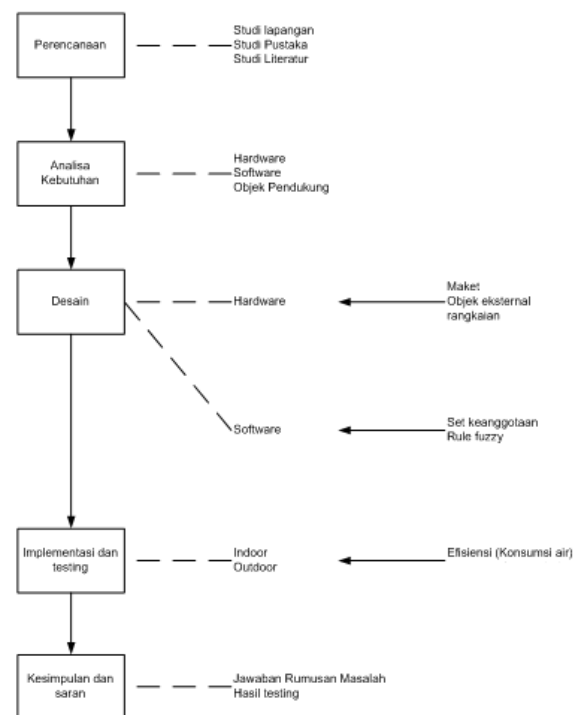 Perencanaan
Studi lapangan
Studi Pustaka
Studi Literatur
Analisa
Kebutuhan
Hardware
Software
Objek Pendukung
Desain
Hardware
Maket
Objek eksternal
rangkaian
Software
Set keanggotaan
Rule fuzzy
Implementasi dan
testing
Indoor
Outdoor
Efisiensi (Konsumsi air)
Kesimpulan dan
saran
Jawaban Rumusan Masalah
Hasil testing